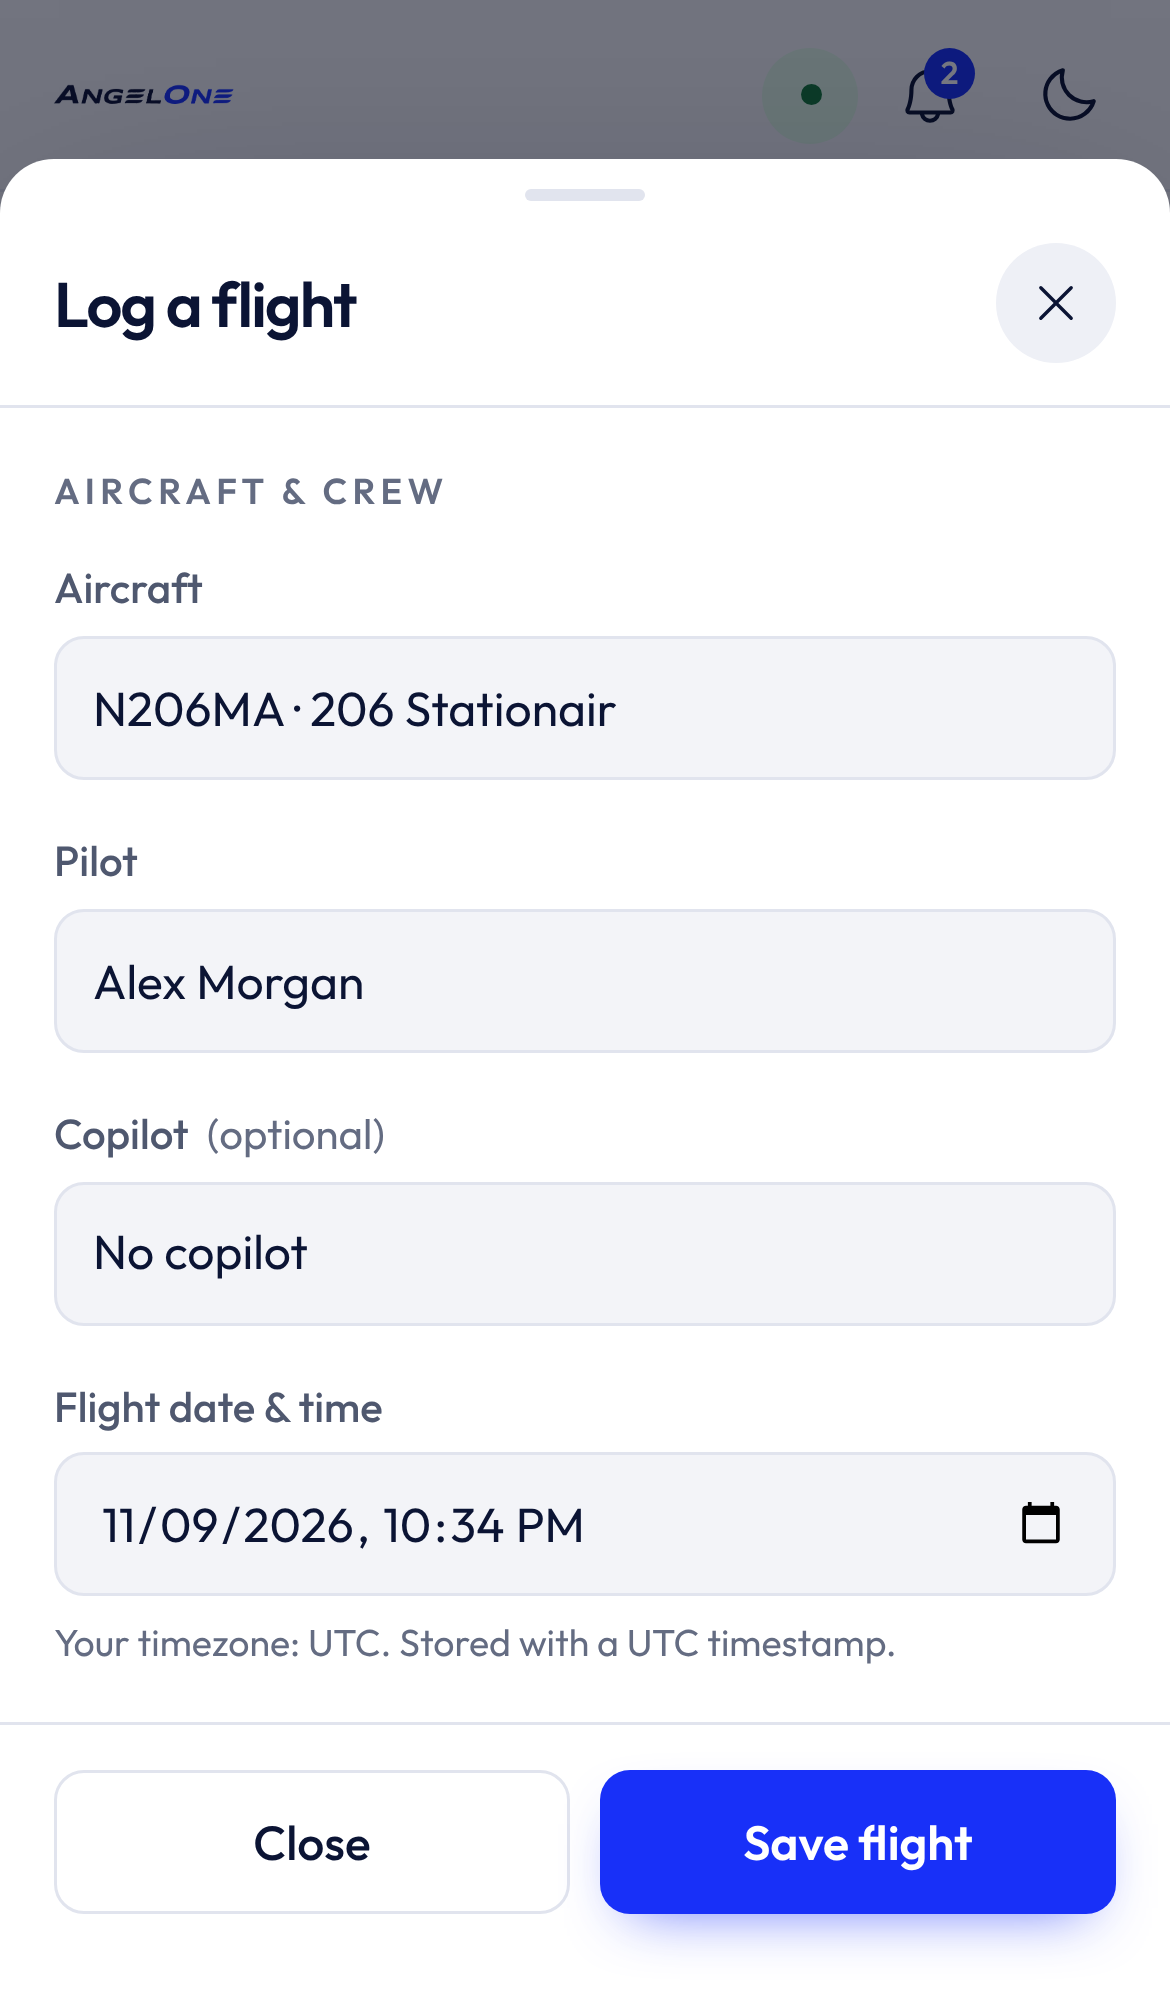 ANGELONE
2
Log a flight
AIRCRAFT & CREW
Aircraft
N206MA · 206 Stationair
Pilot
Alex Morgan
Copilot (optional)
No copilot
Flight date & time
11/09/2026, 10:34 PM
Your timezone: UTC. Stored with a UTC timestamp.
Close
Save flight